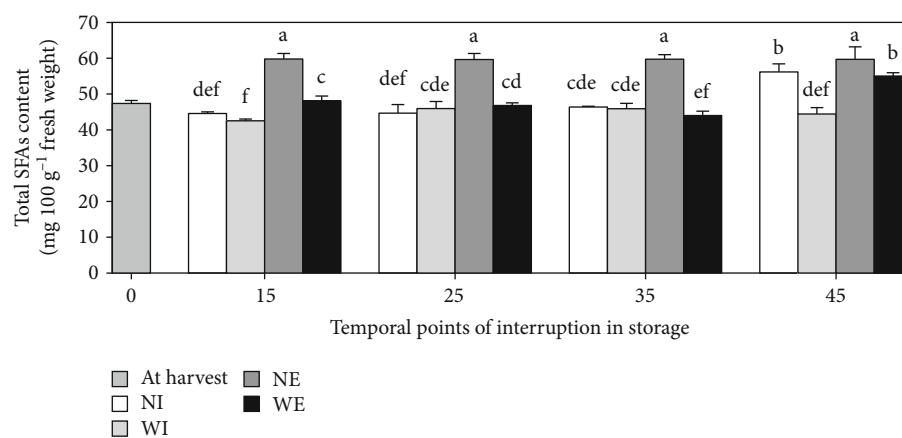 Total SFAs content
(mg 100 g⁻¹ fresh weight)
70
60
50
40
30
20
10
0
def
f
a
c
def
cde
a
cd
cde
cde
a
ef
b
def
a
b
0
15
25
35
45
Temporal points of interruption in storage
At harvest
NI
WI
NE
WE